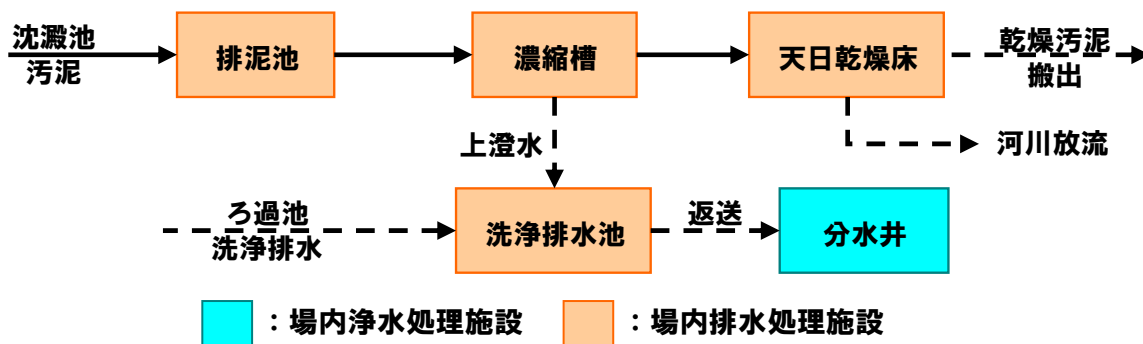 沈澱池
汚泥
排泥池
濃縮槽
天日乾燥床
乾燥汚泥
搬出
上澄水
河川放流
ろ過池
洗浄排水
洗浄排水池
返送
分水井
：場内浄水処理施設
：場内排水処理施設